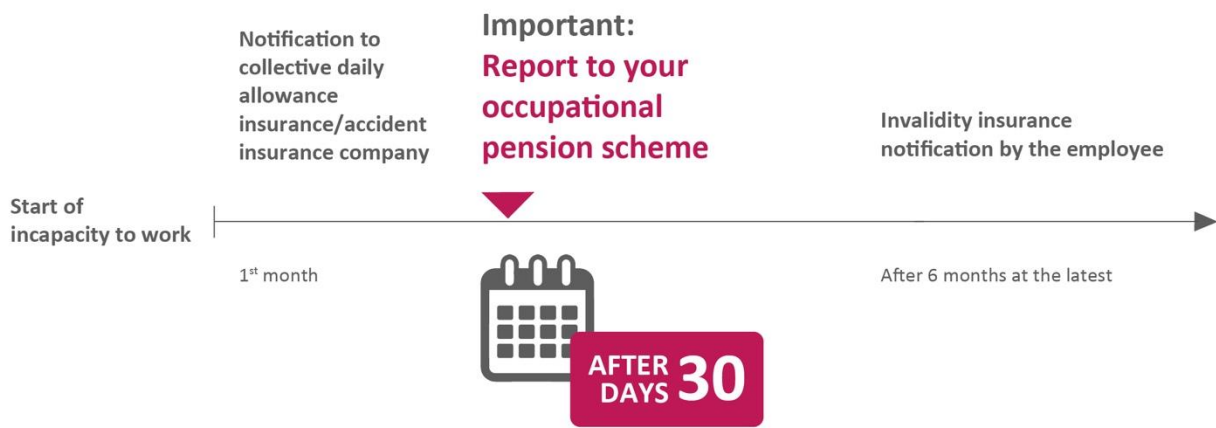 Notification to
collective daily
allowance
insurance/accident
insurance company
Important:
Report to your
occupational
pension scheme
Invalidity insurance
notification by the employee
Start of
incapacity to work
1st month
After 6 months at the latest
AFTER
DAYS 30